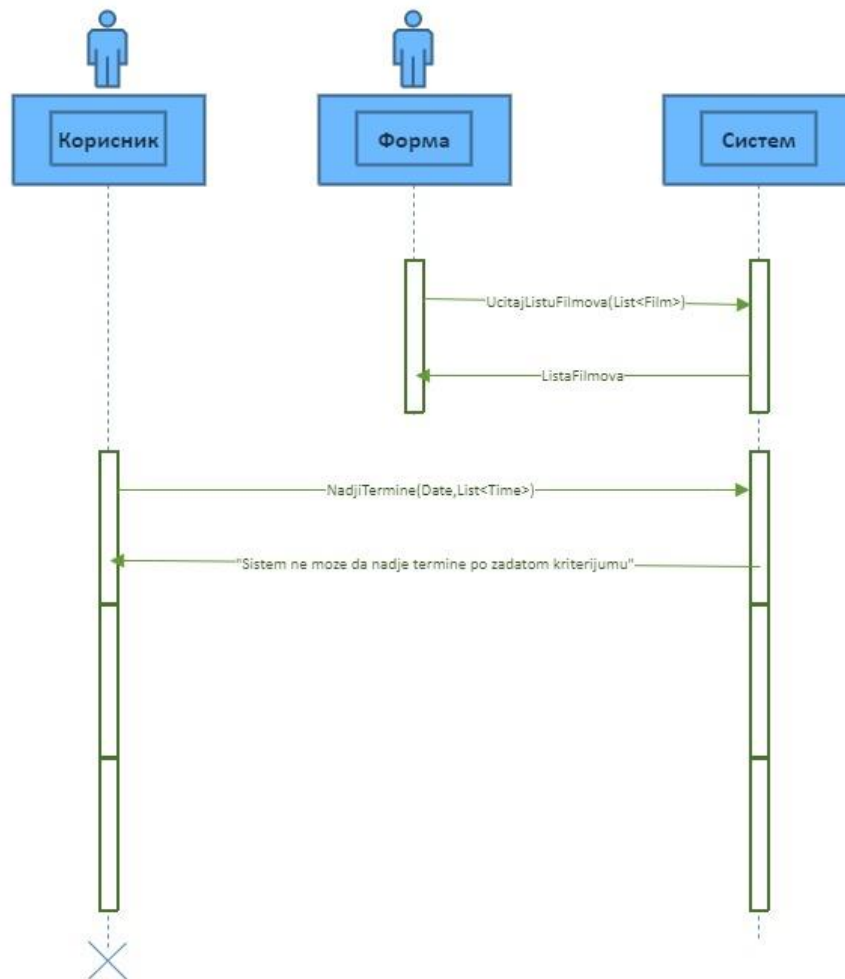 Корисник
Форма
Систем
UcitajListuFilmova(List<Film>)
ListaFilmova
NadjiTermine(Date,List<Time>)
"Sistem ne moze da nadje termine po zadatom kriterijumu"